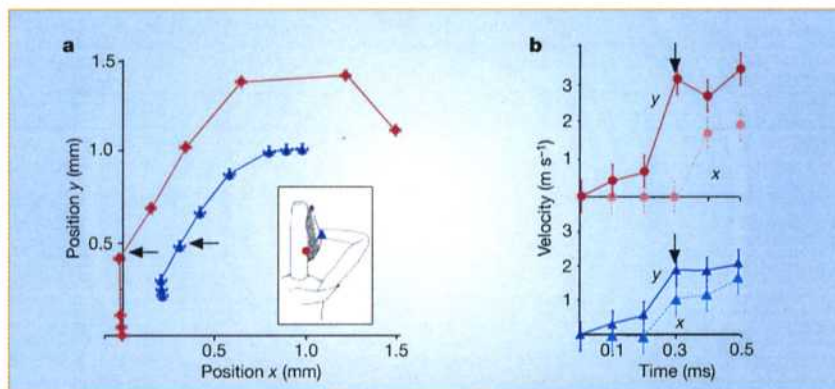 a
1.5
1.0
0.5
0.5
1.0
1.5
Position y (mm)
Position x (mm)
b
3
2
1
y
x
3
2
1
y
x
0.1
0.3
0.5
Velocity (m s⁻¹)
Time (ms)